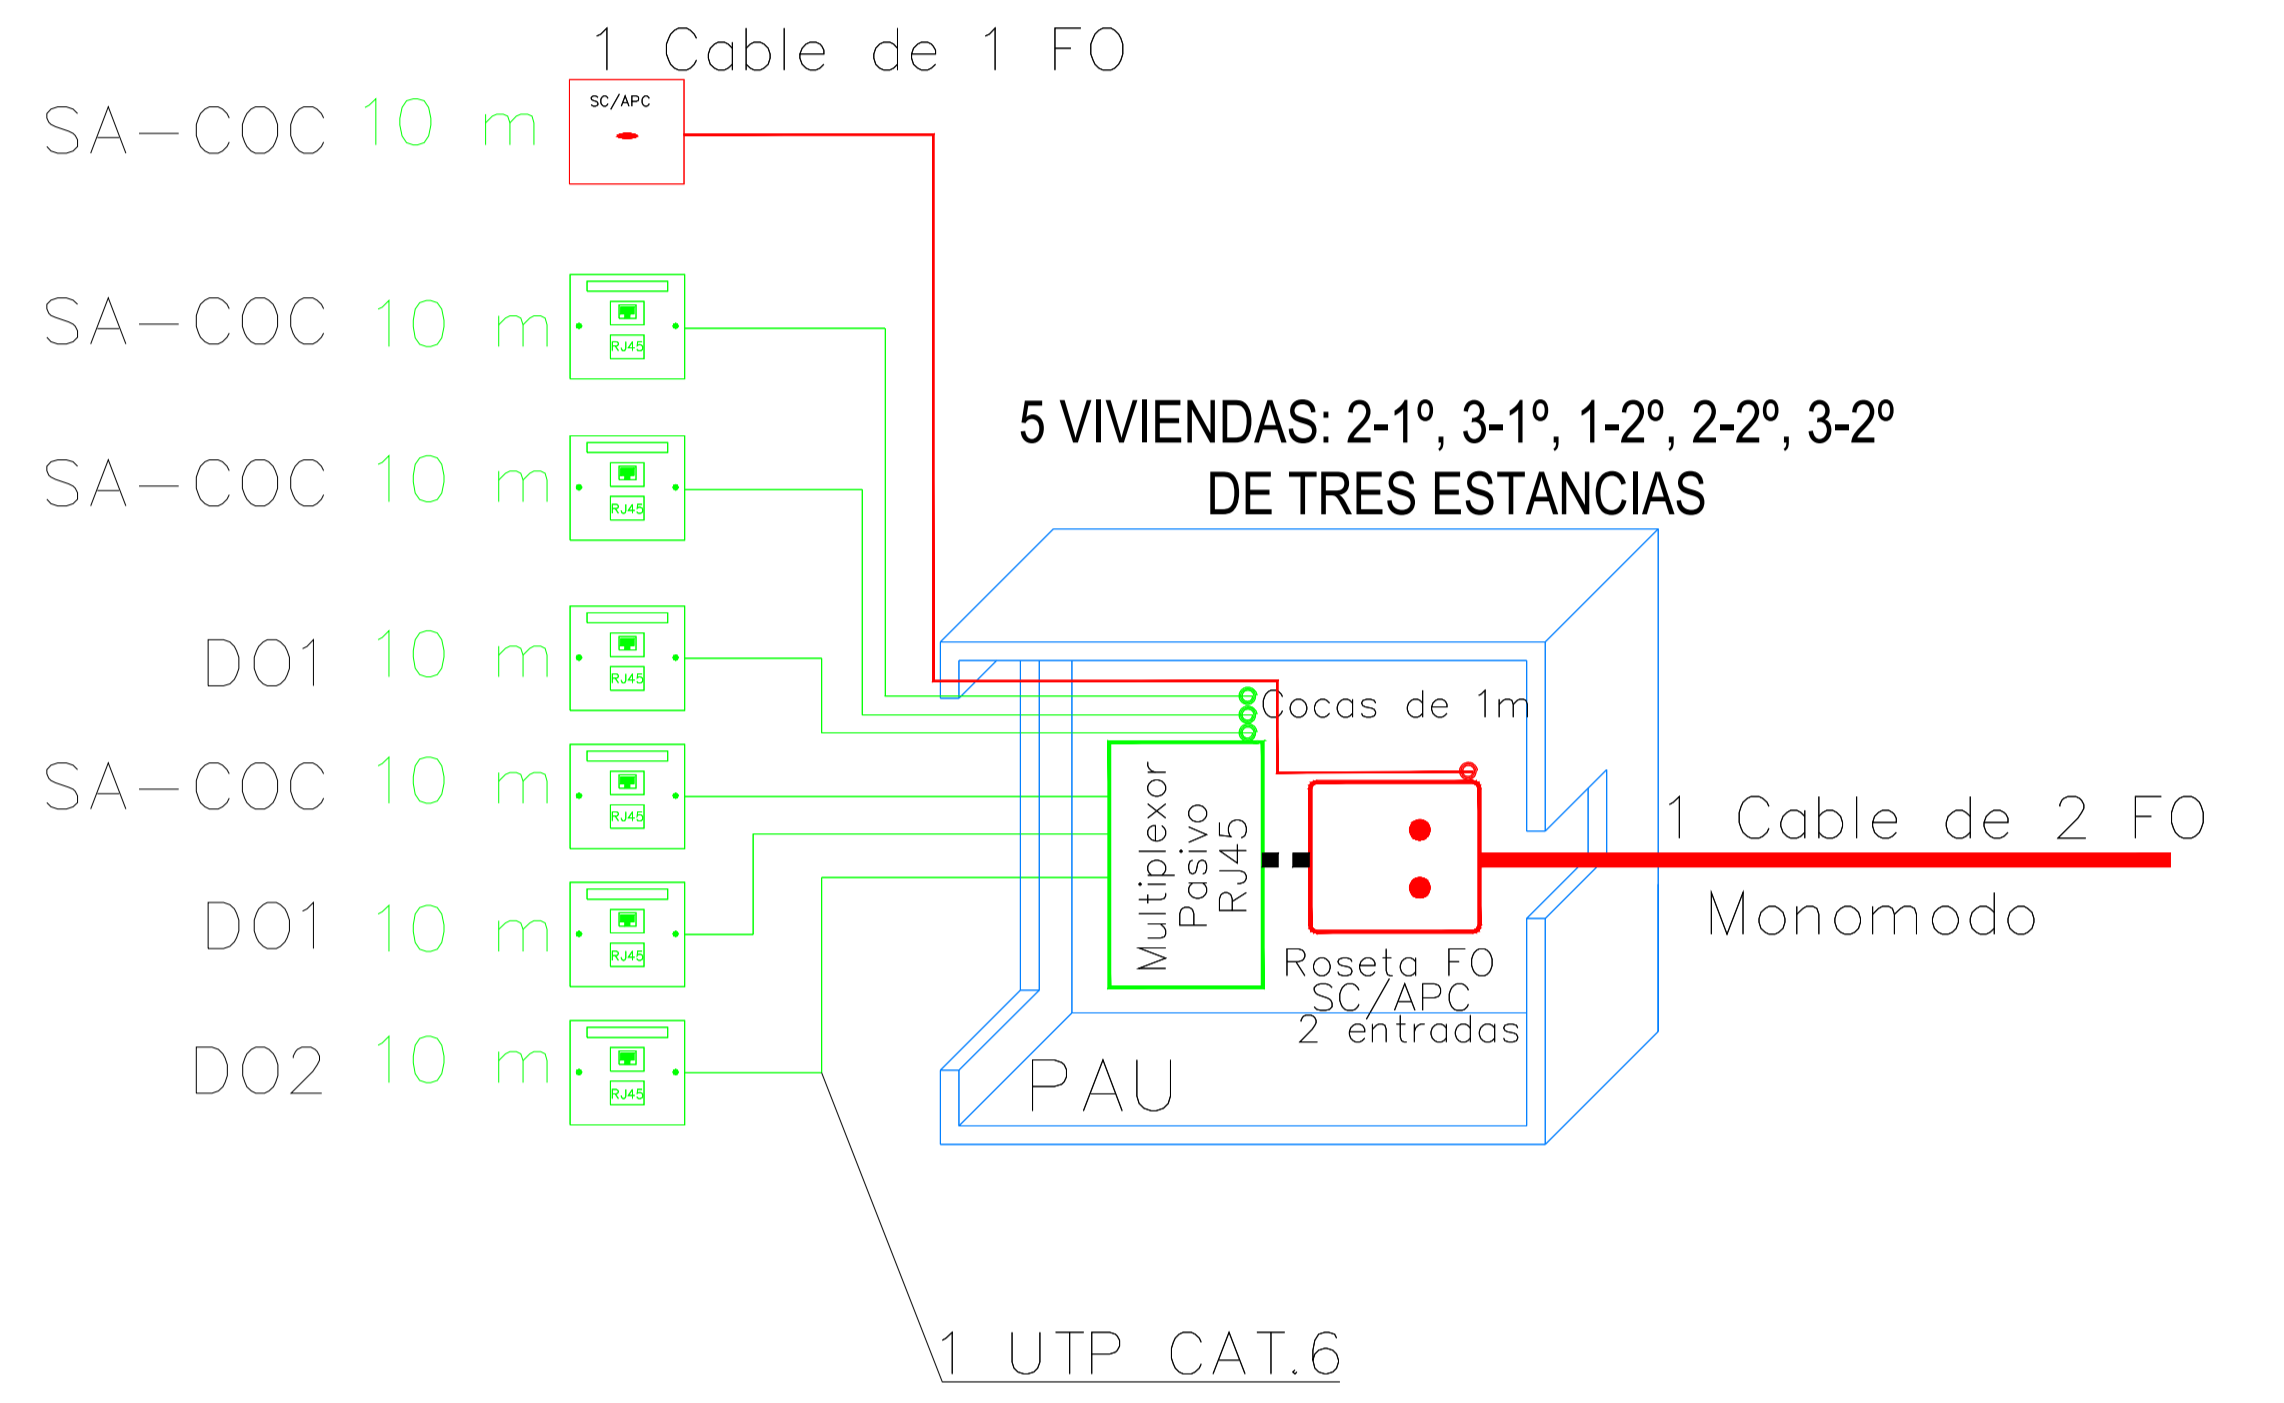 1 Cable de 1 FO
SA-COC 10 m
SC/APC
SA-COC 10 m
RJ45
5 VIVIENDAS: 2-1º, 3-1º, 1-2º, 2-2º, 3-2º
DE TRES ESTANCIAS
SA-COC 10 m
RJ45
DO1 10 m
RJ45
Cocas de 1m
SA-COC 10 m
RJ45
Multiplexor
Pasivo
RJ45
1 Cable de 2 FO
Monomodo
DO1 10 m
RJ45
Roseta FO
SC/APC
2 entradas
DO2 10 m
RJ45
PAU
1 UTP CAT.6